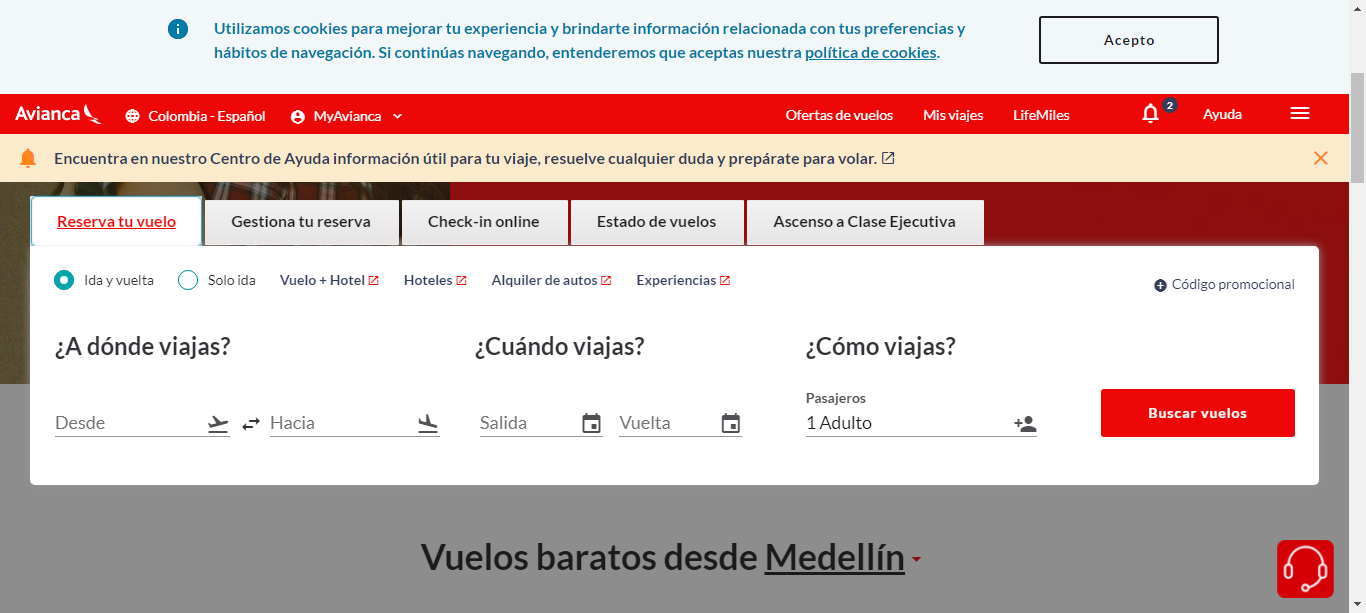 Utilizamos cookies para mejorar tu experiencia y brindarte información relacionada con tus preferencias y
hábitos de navegación. Si continúas navegando, entenderemos que aceptas nuestra política de cookies.
Acepto
Avianca
Colombia - Español
MyAvianca
Ofertas de vuelos
Mis viajes
LifeMiles
2
Ayuda
Encuentra en nuestro Centro de Ayuda información útil para tu viaje, resuelve cualquier duda y prepárate para volar.
Reserva tu vuelo
Gestiona tu reserva
Check-in online
Estado de vuelos
Ascenso a Clase Ejecutiva
Ida y vuelta
Solo ida
Vuelo + Hotel
Hoteles
Alquiler de autos
Experiencias
Código promocional
¿A dónde viajas?
¿Cuándo viajas?
¿Cómo viajas?
Desde
Hacia
Salida
Vuelta
Pasajeros
1 Adulto
Buscar vuelos
Vuelos baratos desde Medellín